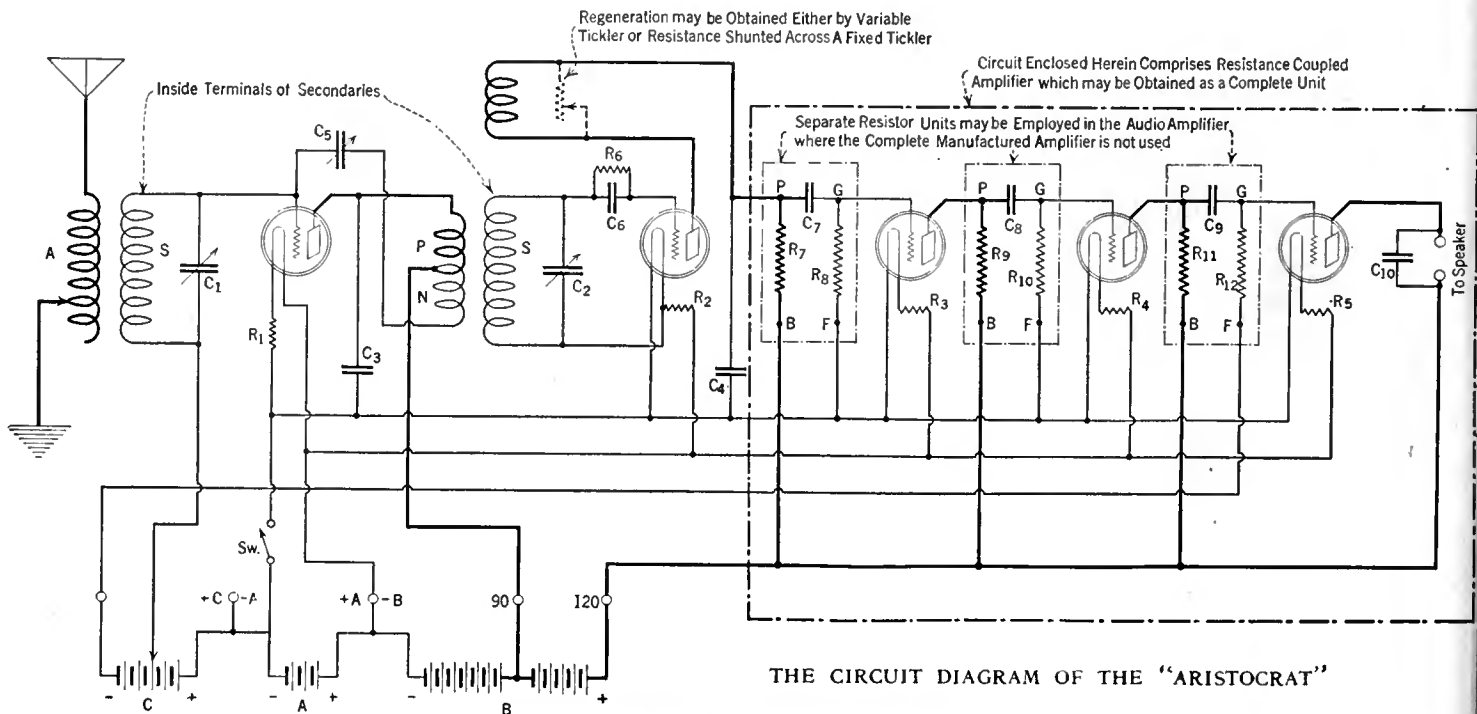 Regeneration may be Obtained Either by Variable
Tickler or Resistance Shunted Across A Fixed Tickler
Circuit Enclosed Herein Comprises Resistance Coupled
Amplifier which may be Obtained as a Complete Unit
Inside Terminals of Secondaries
Separate Resistor Units may be Employed in the Audio Amplifier
where the Complete Manufactured Amplifier is not used
C5
R6
C6
P G
P G
P G
C7
C8
C9
A
S
C1
P
N
S
C2
R7
R8
R9
R10
R11
R12
C10
To Speaker
R1
C3
R2
R3
R4
R5
B F
B F
B F
C4
Sw.
+C -A
+A -B
90
120
- C +
- A +
- B +
THE CIRCUIT DIAGRAM OF THE "ARISTOCRAT"